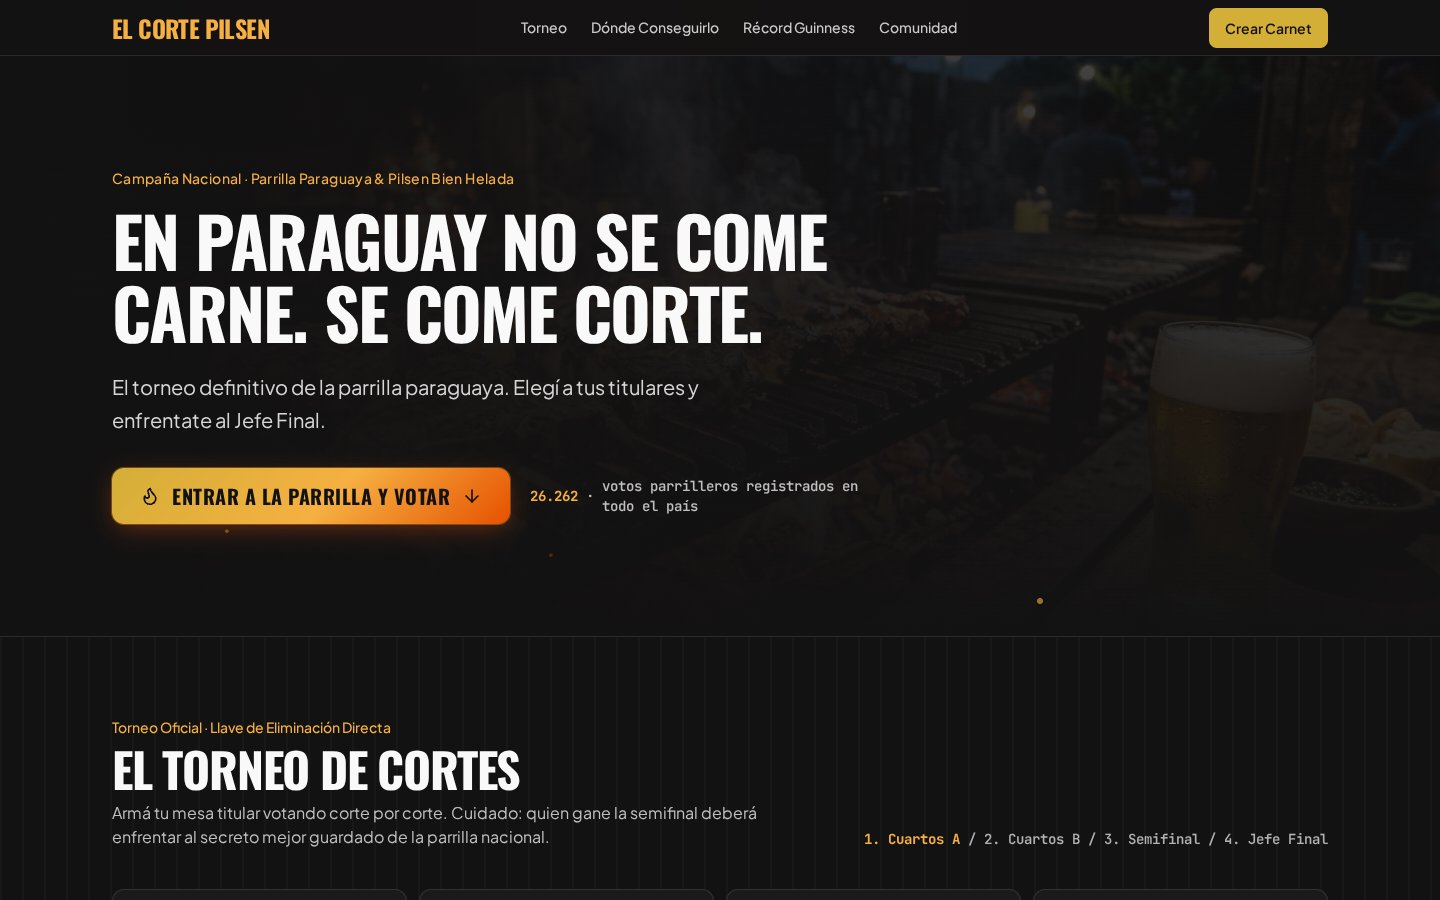 EL CORTE PILSEN
Torneo
Dónde Conseguirlo
Récord Guinness
Comunidad
Crear Carnet
Campaña Nacional · Parrilla Paraguaya & Pilsen Bien Helada
EN PARAGUAY NO SE COME
CARNE. SE COME CORTE.
El torneo definitivo de la parrilla paraguaya. Elegí a tus titulares y
enfrentate al Jefe Final.
ENTRAR A LA PARRILLA Y VOTAR
26.262 · votos parrilleros registrados en
todo el país
Torneo Oficial · Llave de Eliminación Directa
EL TORNEO DE CORTES
Armá tu mesa titular votando corte por corte. Cuidado: quien gane la semifinal deberá
enfrentar al secreto mejor guardado de la parrilla nacional.
1. Cuartos A / 2. Cuartos B / 3. Semifinal / 4. Jefe Final